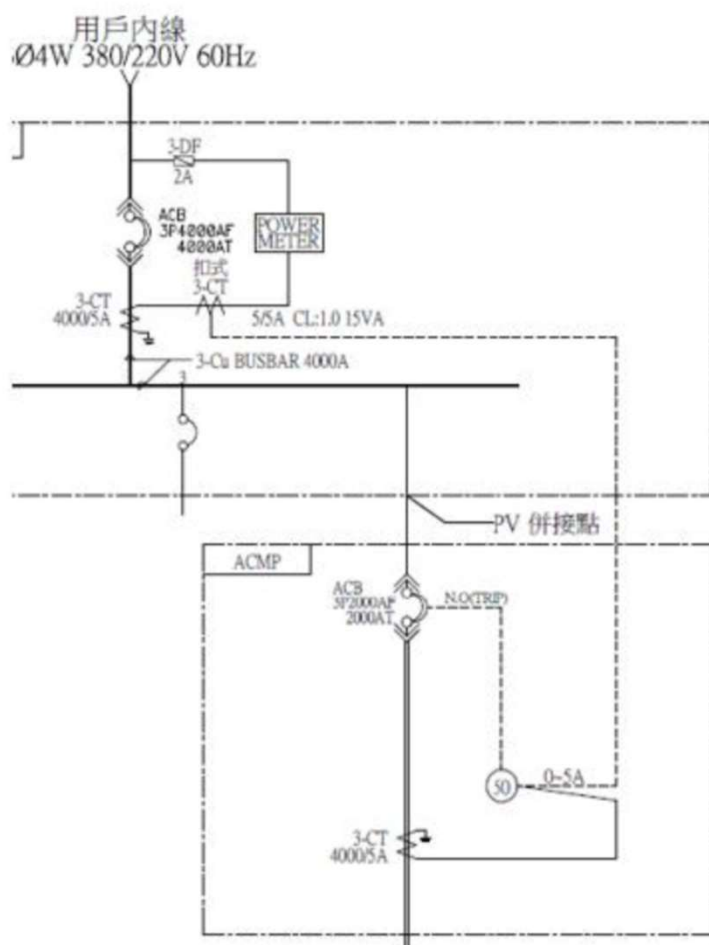 用戶內線
Ø4W 380/220V 60Hz
3-DF
2A
ACB
3P4000AF
4000AT
POWER
METER
扣式
3-CT
3-CT
4000/5A
5/5A CL:1.0 15VA
3-Cu BUSBAR 4000A
3
PV 併接點
ACMP
ACB
3P2000AF
2000AT
N.O(TRIP)
50
0~5A
3-CT
4000/5A